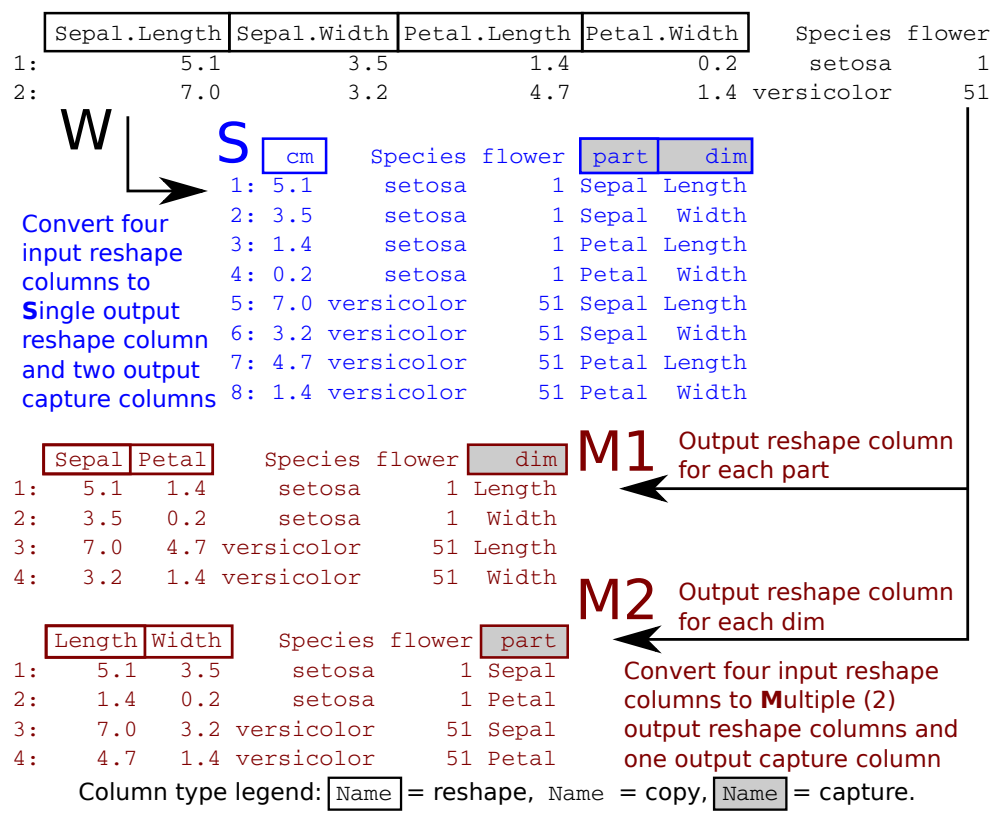 Sepal.Length Sepal.Width Petal.Length Petal.Width Species flower
1: 5.1 3.5 1.4 0.2 setosa 1
2: 7.0 3.2 4.7 1.4 versicolor 51
W
S
cm Species flower part dim
1: 5.1 setosa 1 Sepal Length
2: 3.5 setosa 1 Sepal Width
3: 1.4 setosa 1 Petal Length
4: 0.2 setosa 1 Petal Width
5: 7.0 versicolor 51 Sepal Length
6: 3.2 versicolor 51 Sepal Width
7: 4.7 versicolor 51 Petal Length
8: 1.4 versicolor 51 Petal Width
Convert four
input reshape
columns to
Single output
reshape column
and two output
capture columns
M1
Output reshape column
for each part
Sepal Petal Species flower dim
1: 5.1 1.4 setosa 1 Length
2: 3.5 0.2 setosa 1 Width
3: 7.0 4.7 versicolor 51 Length
4: 3.2 1.4 versicolor 51 Width
M2
Output reshape column
for each dim
Length Width Species flower part
1: 5.1 3.5 setosa 1 Sepal
2: 1.4 0.2 setosa 1 Petal
3: 7.0 3.2 versicolor 51 Sepal
4: 4.7 1.4 versicolor 51 Petal
Convert four input reshape
columns to Multiple (2)
output reshape columns and
one output capture column
Column type legend: Name = reshape, Name = copy, Name = capture.